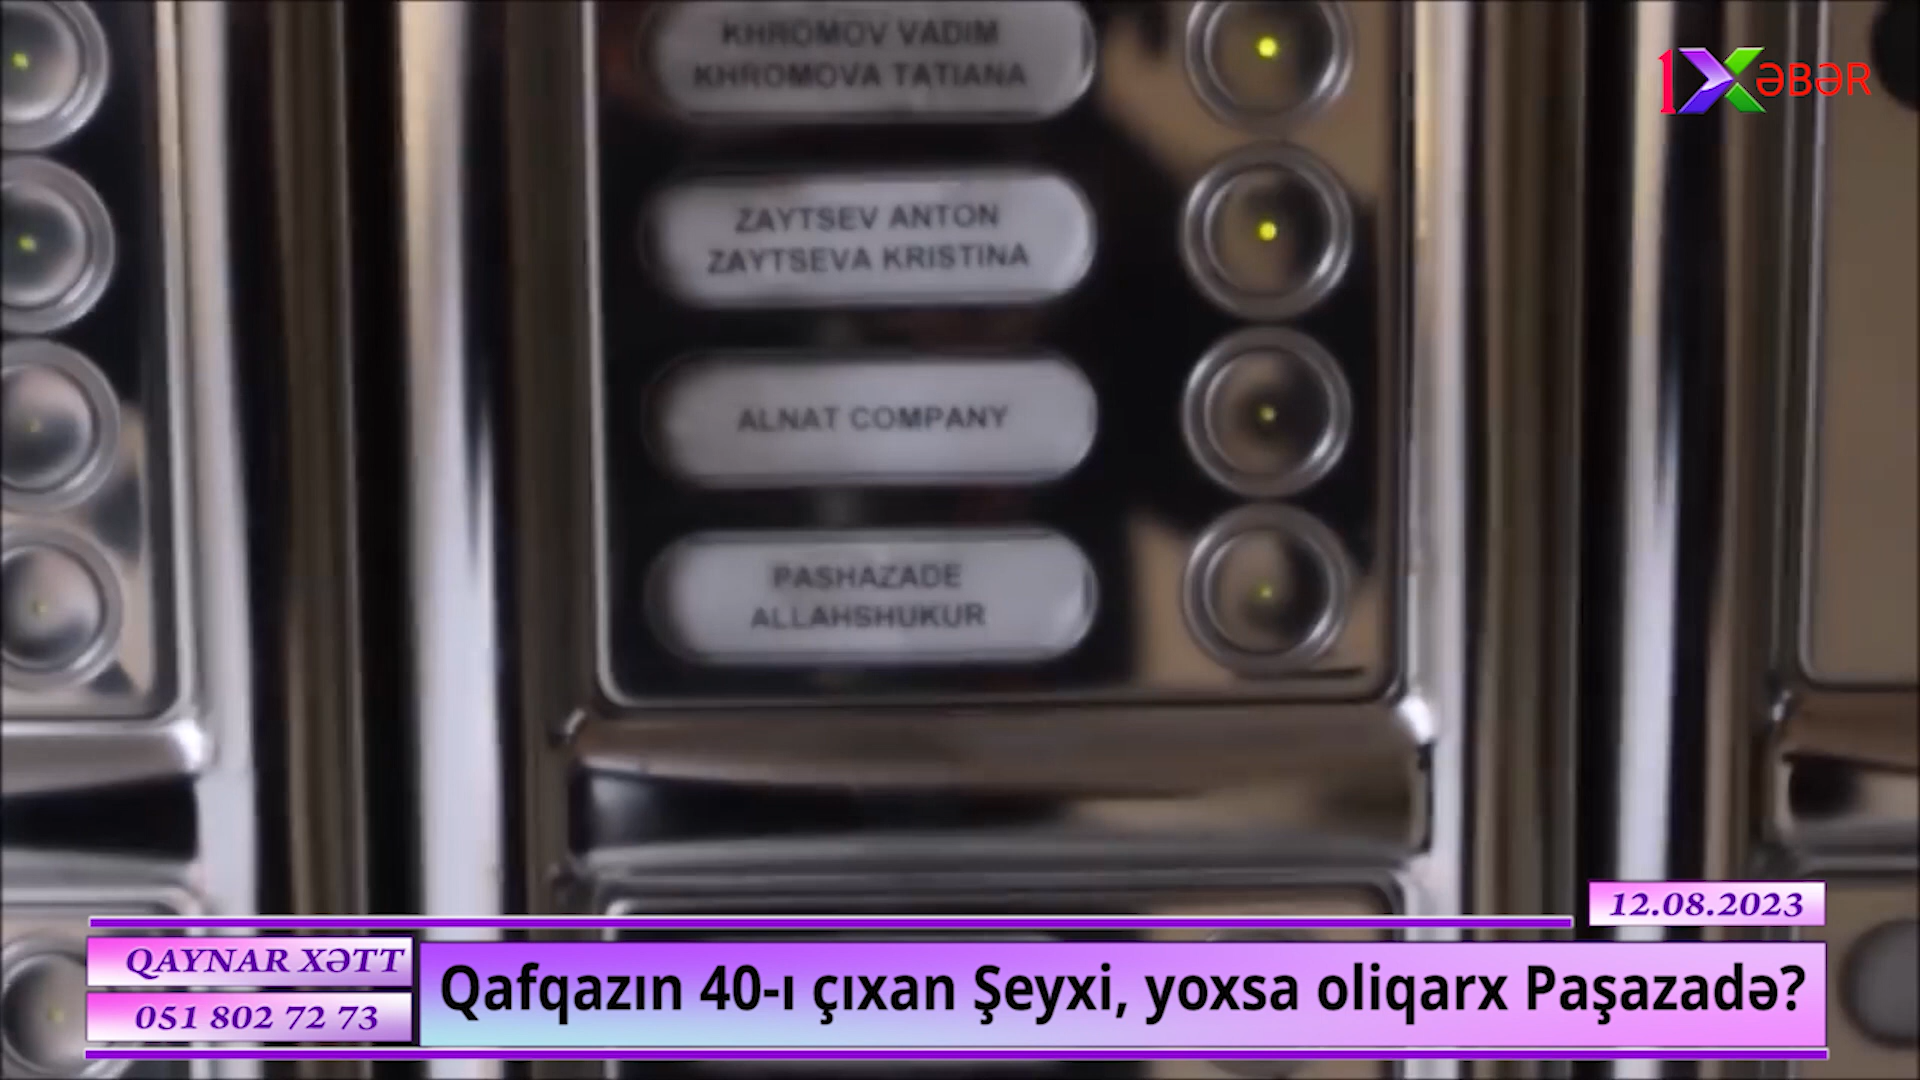 KHROMOV VADIM
KHROMOVA TATIANA
1XƏBƏR
ZAYTSEV ANTON
ZAYTSEVA KRISTINA
ALNAT COMPANY
PASHAZADE
ALLAHSHUKUR
12.08.2023
QAYNAR XƏTT
051 802 72 73
Qafqazın 40-ı çıxan Şeyxi, yoxsa oliqarx Paşazadə?